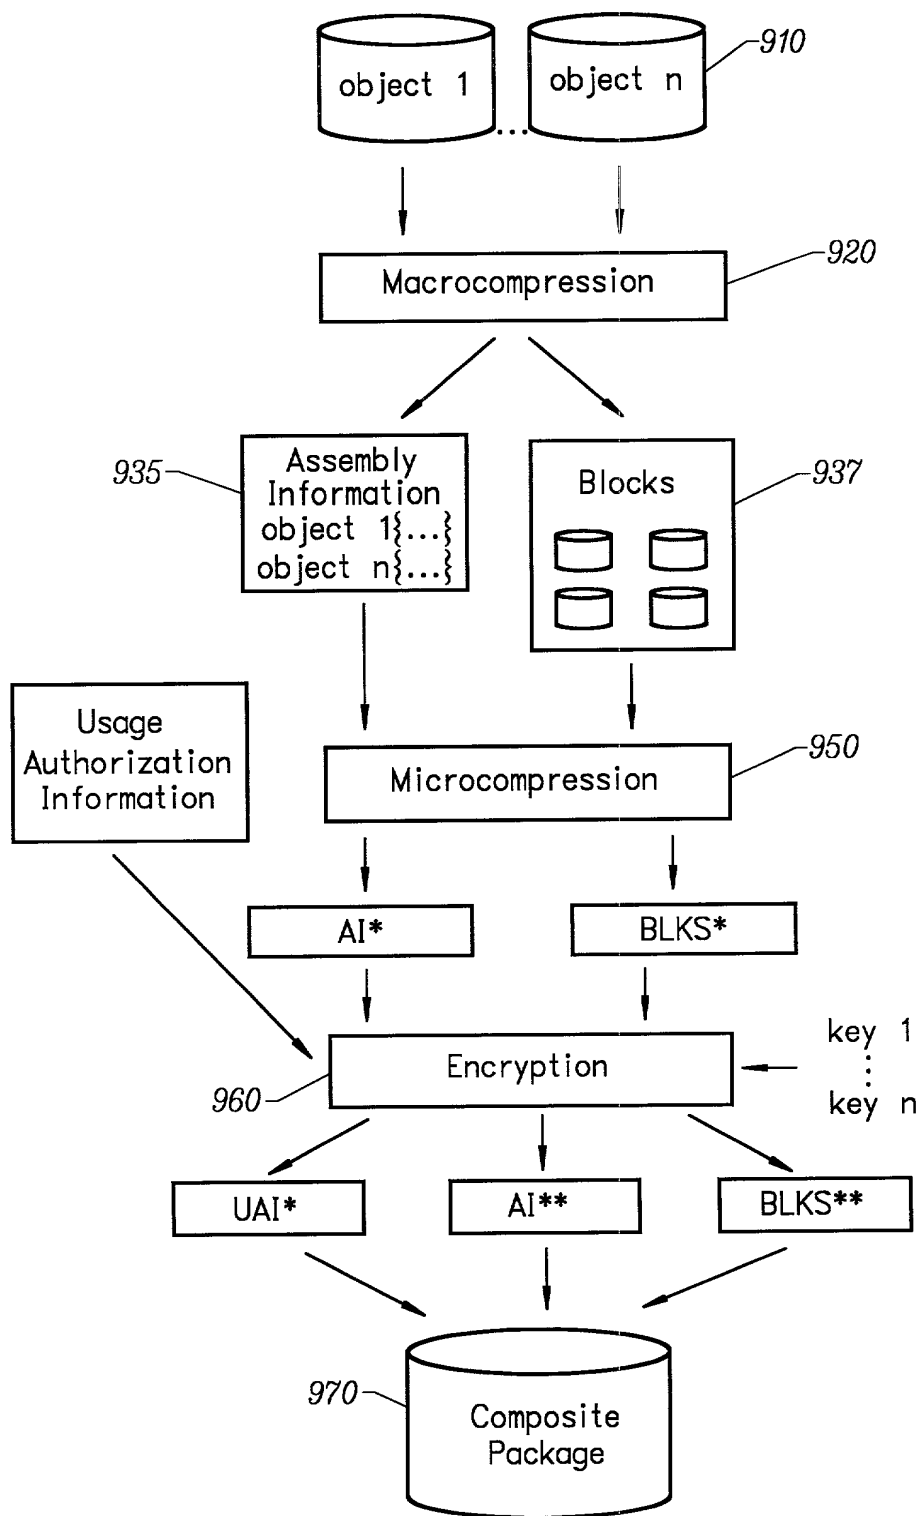 910
object 1
object n
...
920
Macrocompression
935
Assembly
Information
object 1{...}
object n{...}
937
Blocks
Usage
Authorization
Information
950
Microcompression
AI*
BLKS*
960
Encryption
key 1
⋮
key n
UAI*
AI**
BLKS**
970
Composite
Package